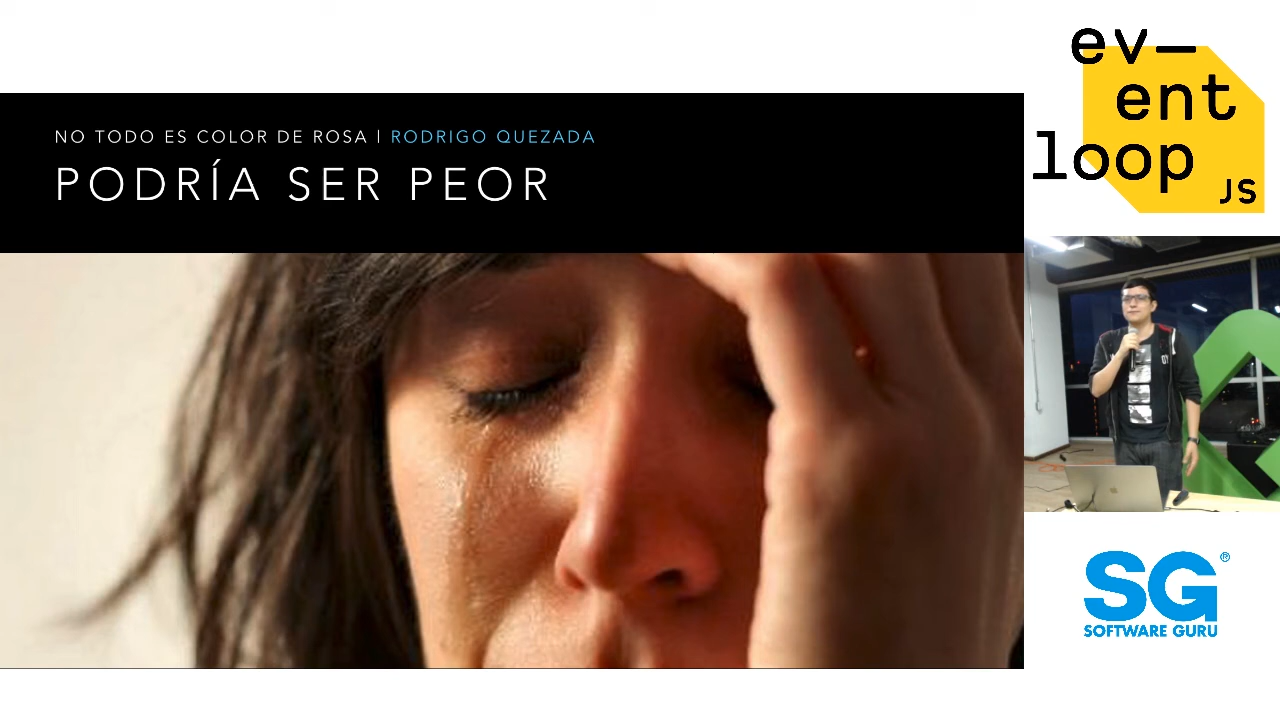 NO TODO ES COLOR DE ROSA | RODRIGO QUEZADA
PODRÍA SER PEOR
ev—
ent
loop
JS
SG®
SOFTWARE GURU